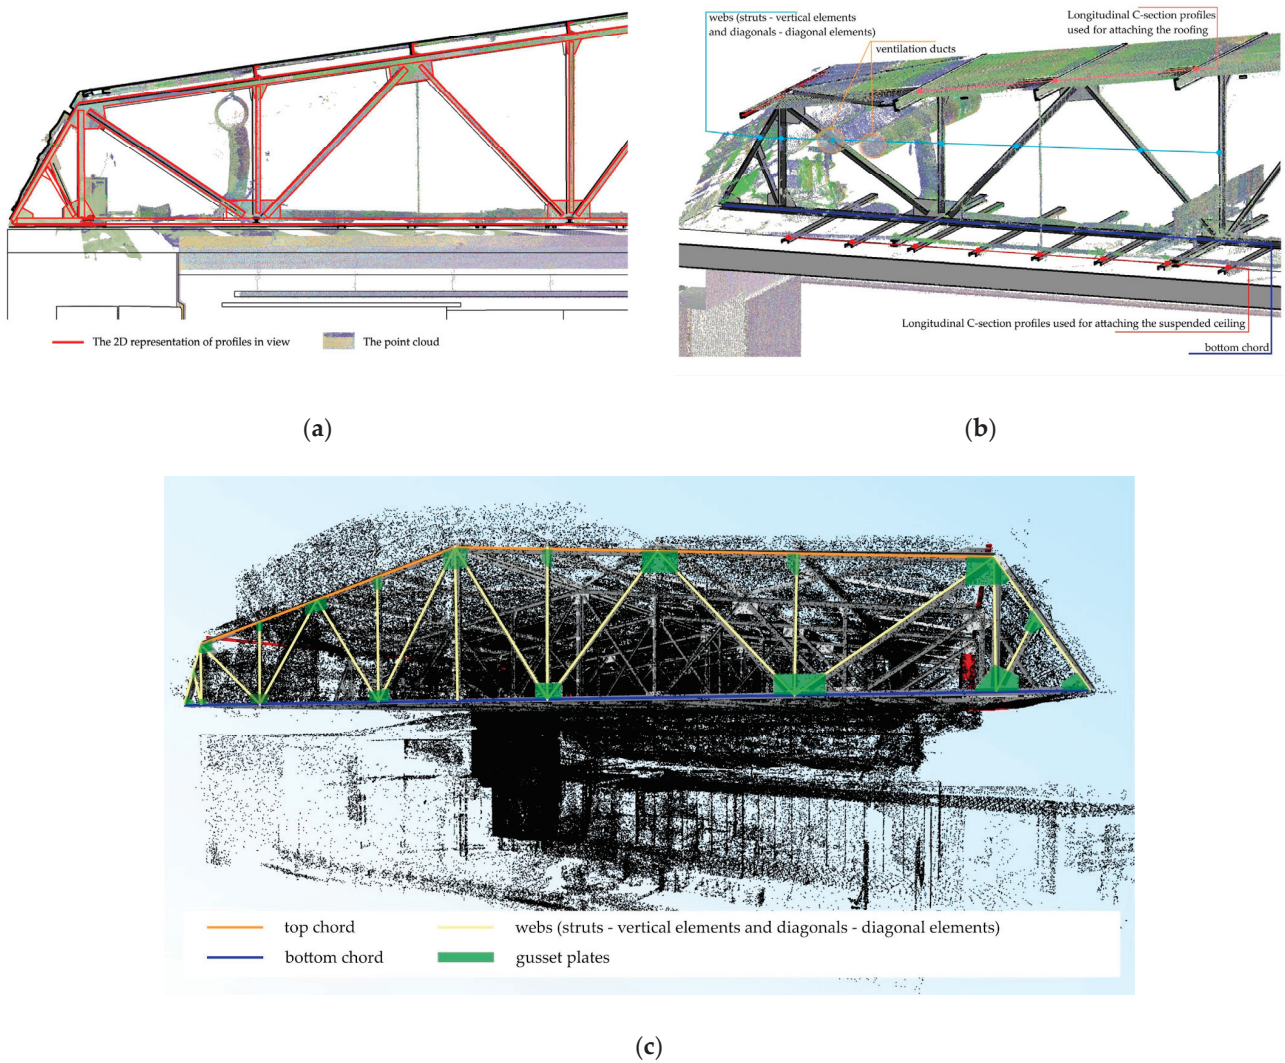 webs (struts - vertical elements
and diagonals - diagonal elements)
ventilation ducts
Longitudinal C-section profiles
used for attaching the roofing
Longitudinal C-section profiles used for attaching the suspended ceiling
bottom chord
The 2D representation of profiles in view
The point cloud
(a)
(b)
top chord
webs (struts - vertical elements and diagonals - diagonal elements)
bottom chord
gusset plates
(c)